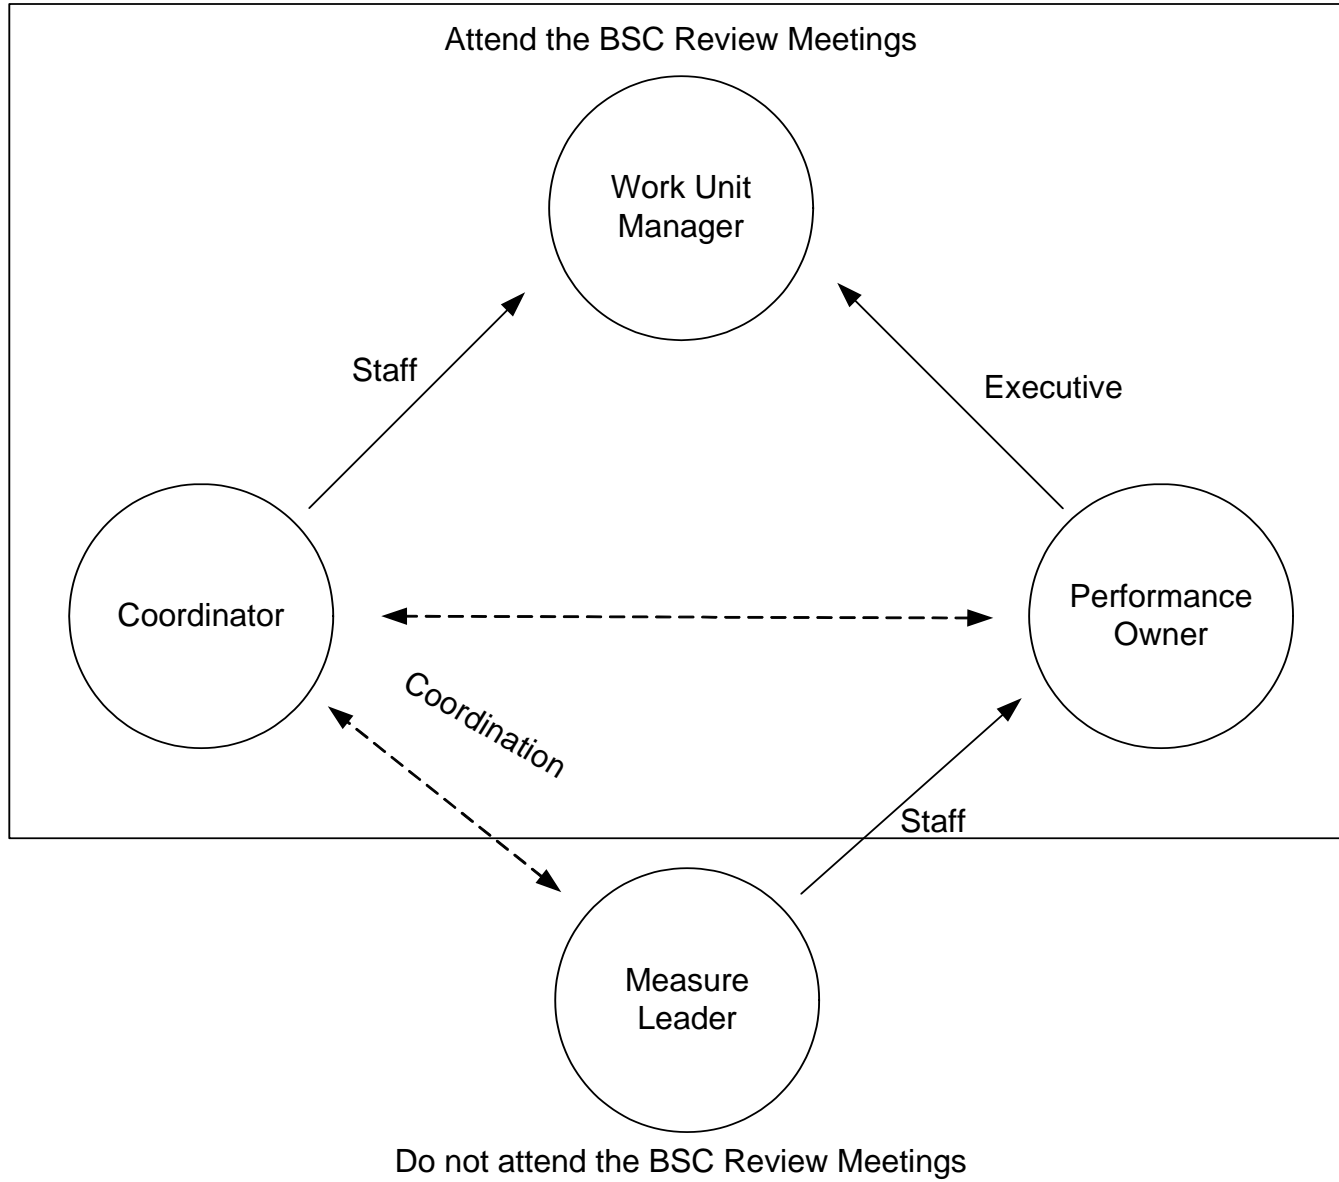 Attend the BSC Review Meetings
Work Unit
Manager
Staff
Executive
Coordinator
Performance
Owner
Coordination
Staff
Measure
Leader
Do not attend the BSC Review Meetings